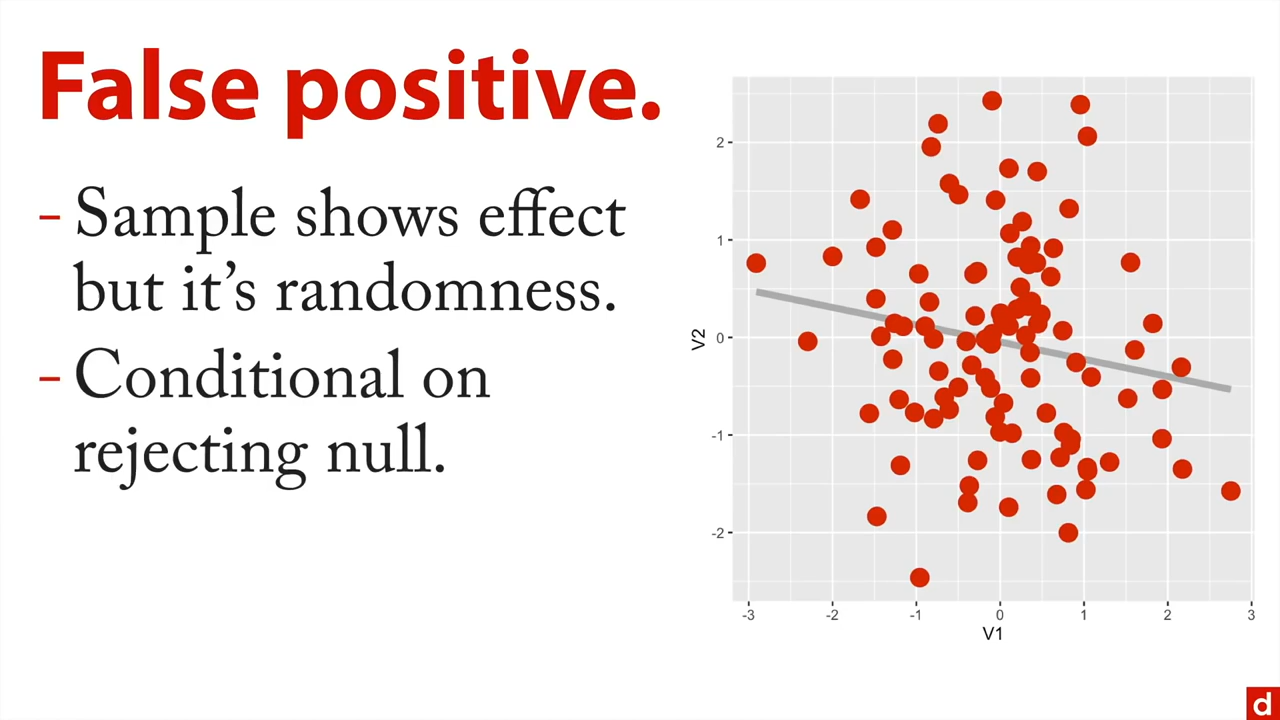 False positive.
– Sample shows effect
but it’s randomness.
– Conditional on
rejecting null.
V2
2
1
0
-1
-2
-3 -2 -1 0 1 2 3
V1
d